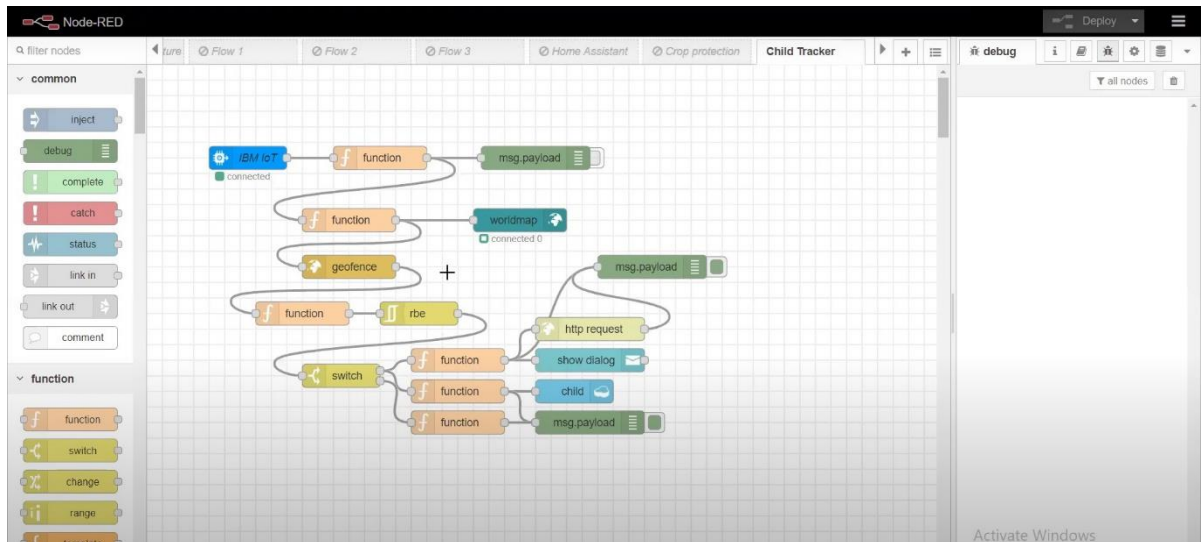 Node-RED
Deploy
filter nodes
ture
Flow 1
Flow 2
Flow 3
Home Assistant
Crop protection
Child Tracker
debug
i
all nodes
common
inject
debug
complete
catch
status
link in
link out
comment
function
function
switch
change
range
IBM IoT
connected
function
msg.payload
function
worldmap
connected 0
geofence
msg.payload
function
rbe
http request
switch
function
show dialog
function
child
function
msg.payload
Activate Windows